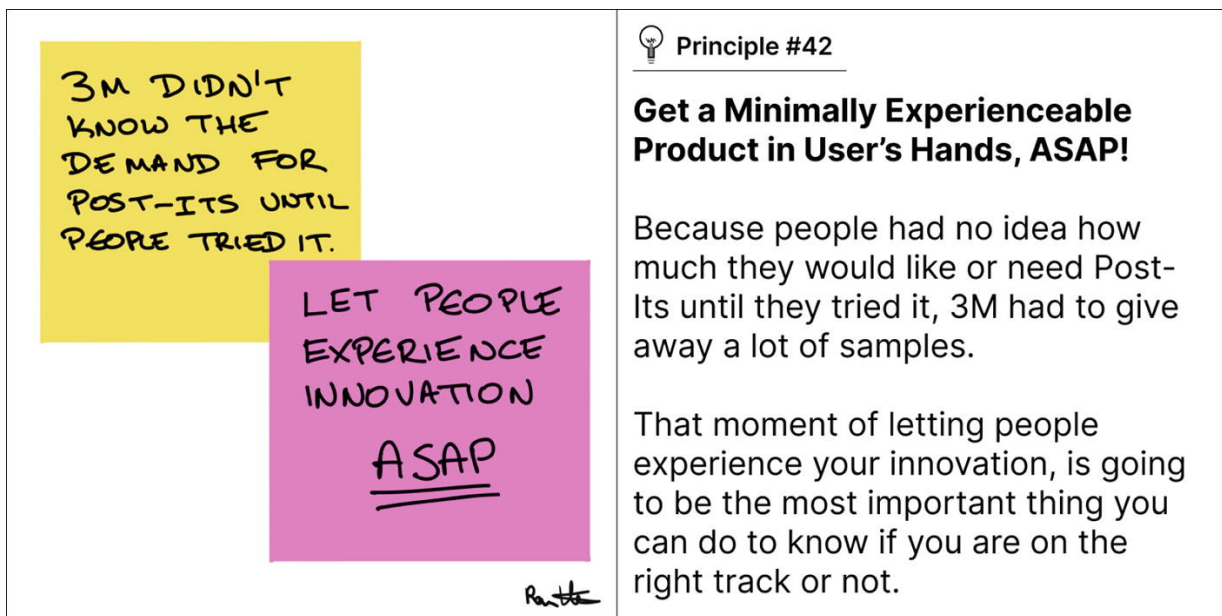 3M DIDN'T
KNOW THE
DEMAND FOR
POST-ITS UNTIL
PEOPLE TRIED IT.
LET PEOPLE
EXPERIENCE
INNOVATION
ASAP
Principle #42
Get a Minimally Experienceable
Product in User’s Hands, ASAP!
Because people had no idea how
much they would like or need Post-
Its until they tried it, 3M had to give
away a lot of samples.
That moment of letting people
experience your innovation, is going
to be the most important thing you
can do to know if you are on the
right track or not.